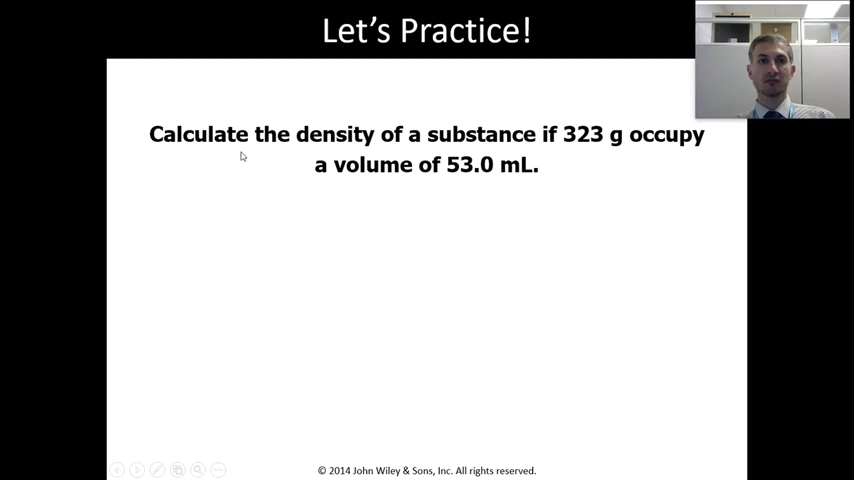 Let's Practice!
Calculate the density of a substance if 323 g occupy
a volume of 53.0 mL.
© 2014 John Wiley & Sons, Inc. All rights reserved.